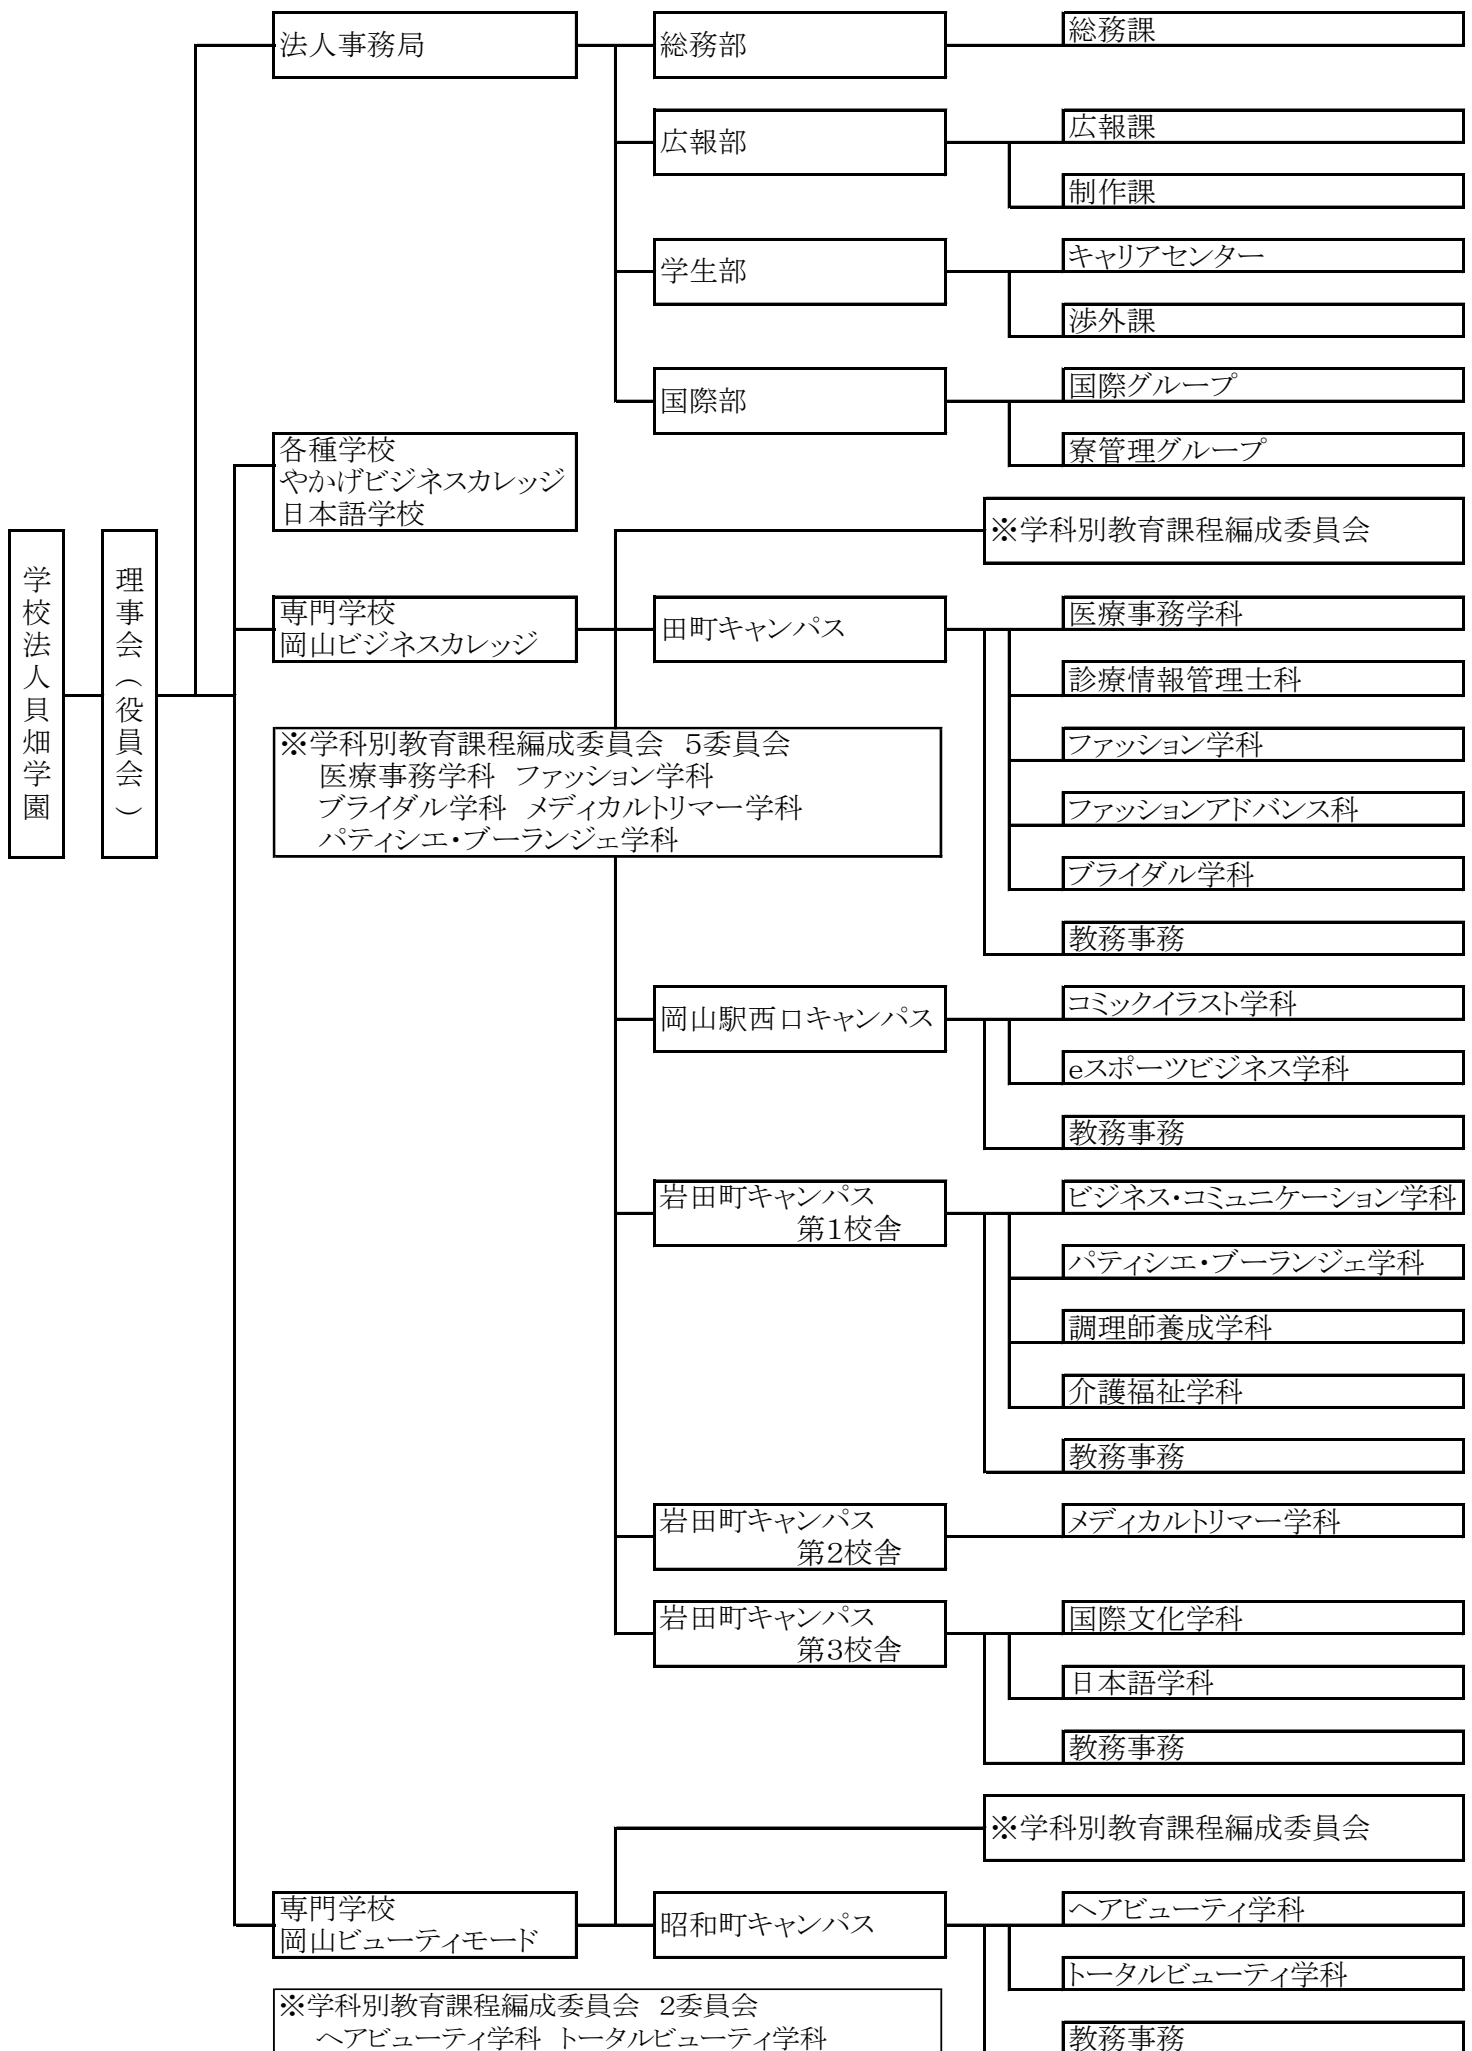 学校法人貝畑学園
理事会(役員会)
法人事務局
総務部
総務課
広報部
広報課
制作課
学生部
キャリアセンター
渉外課
国際部
国際グループ
寮管理グループ
各種学校
やかげビジネスカレッジ
日本語学校
※学科別教育課程編成委員会
専門学校
岡山ビジネスカレッジ
田町キャンパス
医療事務学科
診療情報管理士科
ファッション学科
ファッションアドバンス科
ブライダル学科
教務事務
※学科別教育課程編成委員会 5委員会
医療事務学科 ファッション学科
ブライダル学科 メディカルトリマー学科
パティシエ・ブーランジェ学科
岡山駅西口キャンパス
コミックイラスト学科
eスポーツビジネス学科
教務事務
岩田町キャンパス
第1校舎
ビジネス・コミュニケーション学科
パティシエ・ブーランジェ学科
調理師養成学科
介護福祉学科
教務事務
岩田町キャンパス
第2校舎
メディカルトリマー学科
岩田町キャンパス
第3校舎
国際文化学科
日本語学科
教務事務
※学科別教育課程編成委員会
専門学校
岡山ビューティモード
昭和町キャンパス
ヘアビューティ学科
トータルビューティ学科
教務事務
※学科別教育課程編成委員会 2委員会
ヘアビューティ学科 トータルビューティ学科